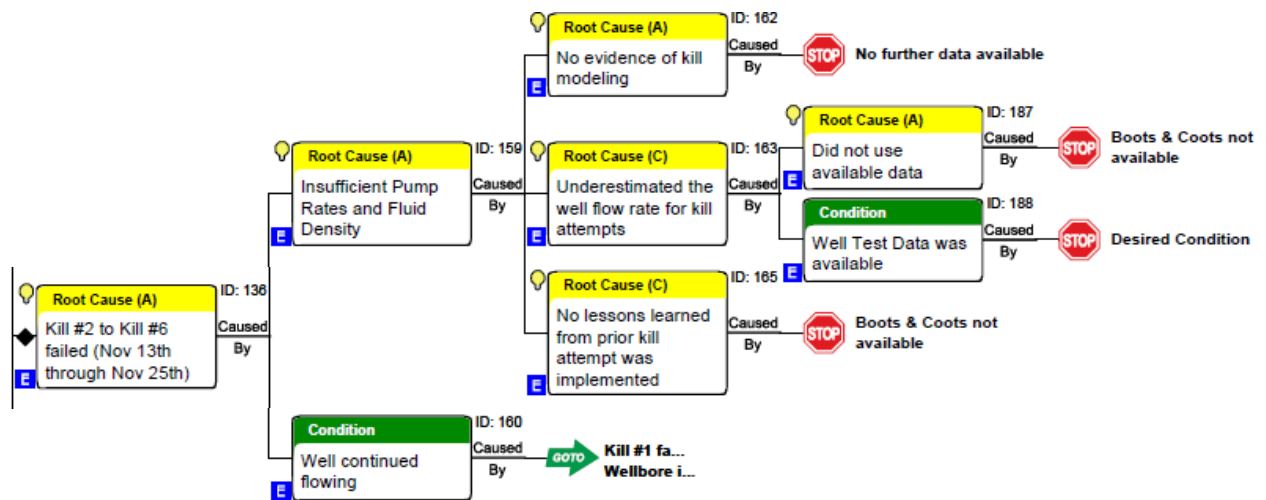 Root Cause (A)
ID: 162
No evidence of kill
modeling
E
Caused
By
STOP
No further data available
Root Cause (A)
ID: 187
Did not use
available data
E
Caused
By
STOP
Boots & Coots not
available
Root Cause (A)
ID: 159
Insufficient Pump
Rates and Fluid
Density
E
Caused
By
Root Cause (C)
ID: 163
Underestimated the
well flow rate for kill
attempts
E
Caused
By
Condition
ID: 188
Well Test Data was
available
E
Caused
By
STOP
Desired Condition
Root Cause (A)
ID: 136
Kill #2 to Kill #6
failed (Nov 13th
through Nov 25th)
E
Caused
By
Root Cause (C)
ID: 165
No lessons learned
from prior kill
attempt was
implemented
E
Caused
By
STOP
Boots & Coots not
available
Condition
ID: 160
Well continued
flowing
E
Caused
By
GOTO
Kill #1 fa...
Wellbore i...